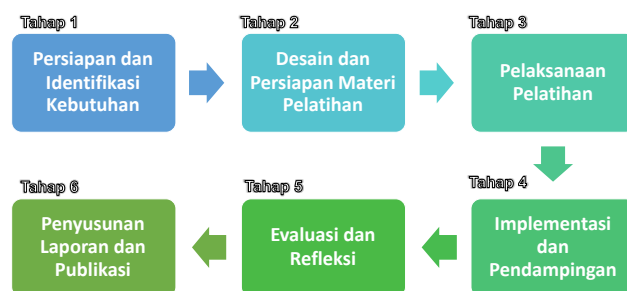 Tahap 1
Persiapan dan
Identifikasi
Kebutuhan
Tahap 2
Desain dan
Persiapan Materi
Pelatihan
Tahap 3
Pelaksanaan
Pelatihan
Tahap 4
Implementasi
dan
Pendampingan
Tahap 5
Evaluasi dan
Refleksi
Tahap 6
Penyusunan
Laporan dan
Publikasi